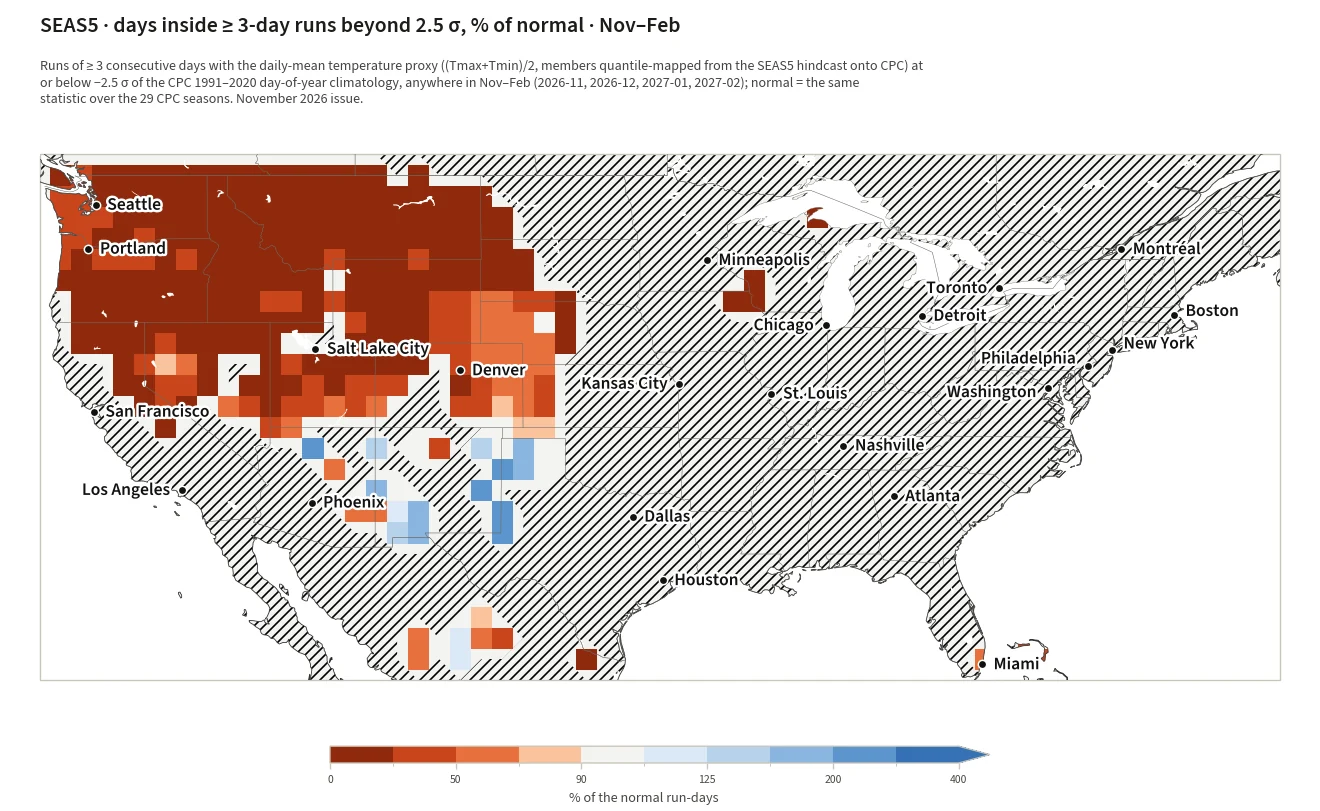 SEAS5 · days inside ≥ 3-day runs beyond 2.5 σ, % of normal · Nov–Feb
Runs of ≥ 3 consecutive days with the daily-mean temperature proxy ((Tmax+Tmin)/2, members quantile-mapped from the SEAS5 hindcast onto CPC) at
or below −2.5 σ of the CPC 1991–2020 day-of-year climatology, anywhere in Nov–Feb (2026-11, 2026-12, 2027-01, 2027-02); normal = the same
statistic over the 29 CPC seasons. November 2026 issue.
Seattle
Portland
Montréal
Minneapolis
Toronto
Boston
Detroit
Chicago
New York
Salt Lake City
Philadelphia
Denver
Kansas City
Washington
St. Louis
San Francisco
Nashville
Los Angeles
Atlanta
Phoenix
Dallas
Houston
Miami
0 50 90 125 200 400
% of the normal run-days